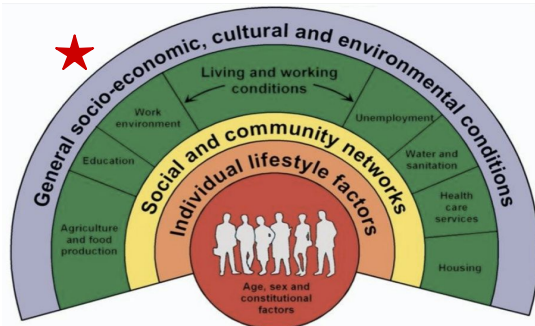 General socio-economic, cultural and environmental conditions
Living and working
conditions
Work
environment
Unemployment
Education
Water and
sanitation
Agriculture
and food
production
Health
care
services
Housing
Social and community networks
Individual lifestyle factors
Age, sex and
constitutional
factors